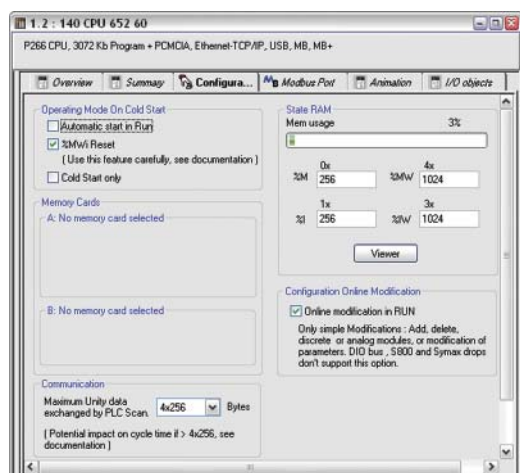 1.2 : 140 CPU 652 60
P266 CPU, 3072 Kb Program + PCMCIA, Ethernet-TCP/IP, USB, MB, MB+
Overview Summary Configura... Modbus Port Animation I/O objects
Operating Mode On Cold Start
Automatic start in Run
%MWi Reset
( Use this feature carefully, see documentation )
Cold Start only
Memory Cards
A: No memory card selected
B: No memory card selected
Communication
Maximum Unity data
exchanged by PLC Scan. 4x256 Bytes
( Potential impact on cycle time if > 4x256, see
documentation )
State RAM
Mem usage 3%
0x 4x
%M 256 %MW 1024
1x 3x
%I 256 %IW 1024
Viewer
Configuration Online Modification
Online modification in RUN
Only simple Modifications : Add, delete,
discrete or analog modules, or modification of
parameters. DIO bus , S800 and Symax drops
don't support this option.